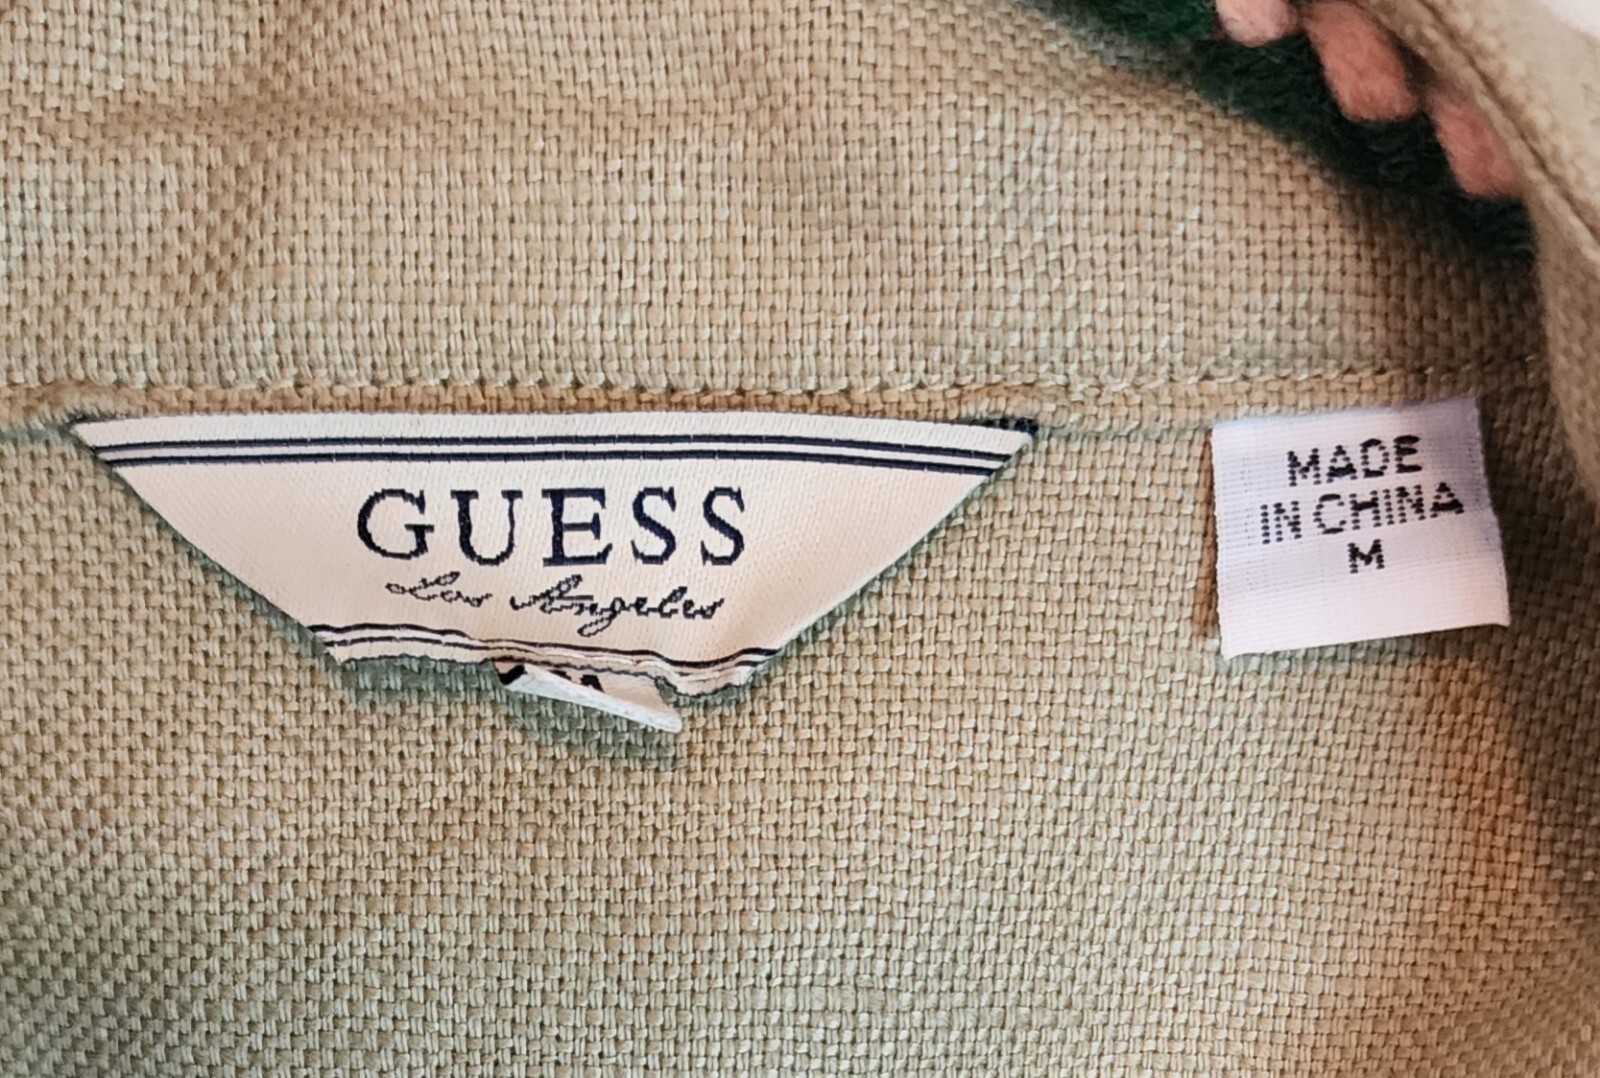 GUESS
Los Angeles
MADE
IN CHINA
M